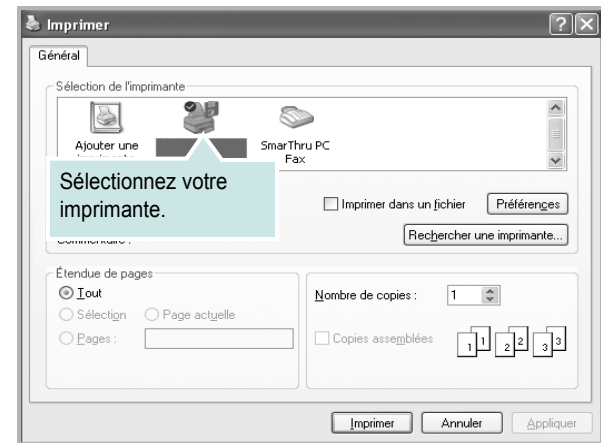 Imprimer
Général
Sélection de l'imprimante
Ajouter une
SmarThru PC
Fax
Sélectionnez votre
imprimante.
Imprimer dans un fichier
Préférences
Rechercher une imprimante...
Étendue de pages
Tout
Sélection
Page actuelle
Pages :
Nombre de copies :
1
Copies assemblées
1 1 2 2 3 3
Imprimer
Annuler
Appliquer